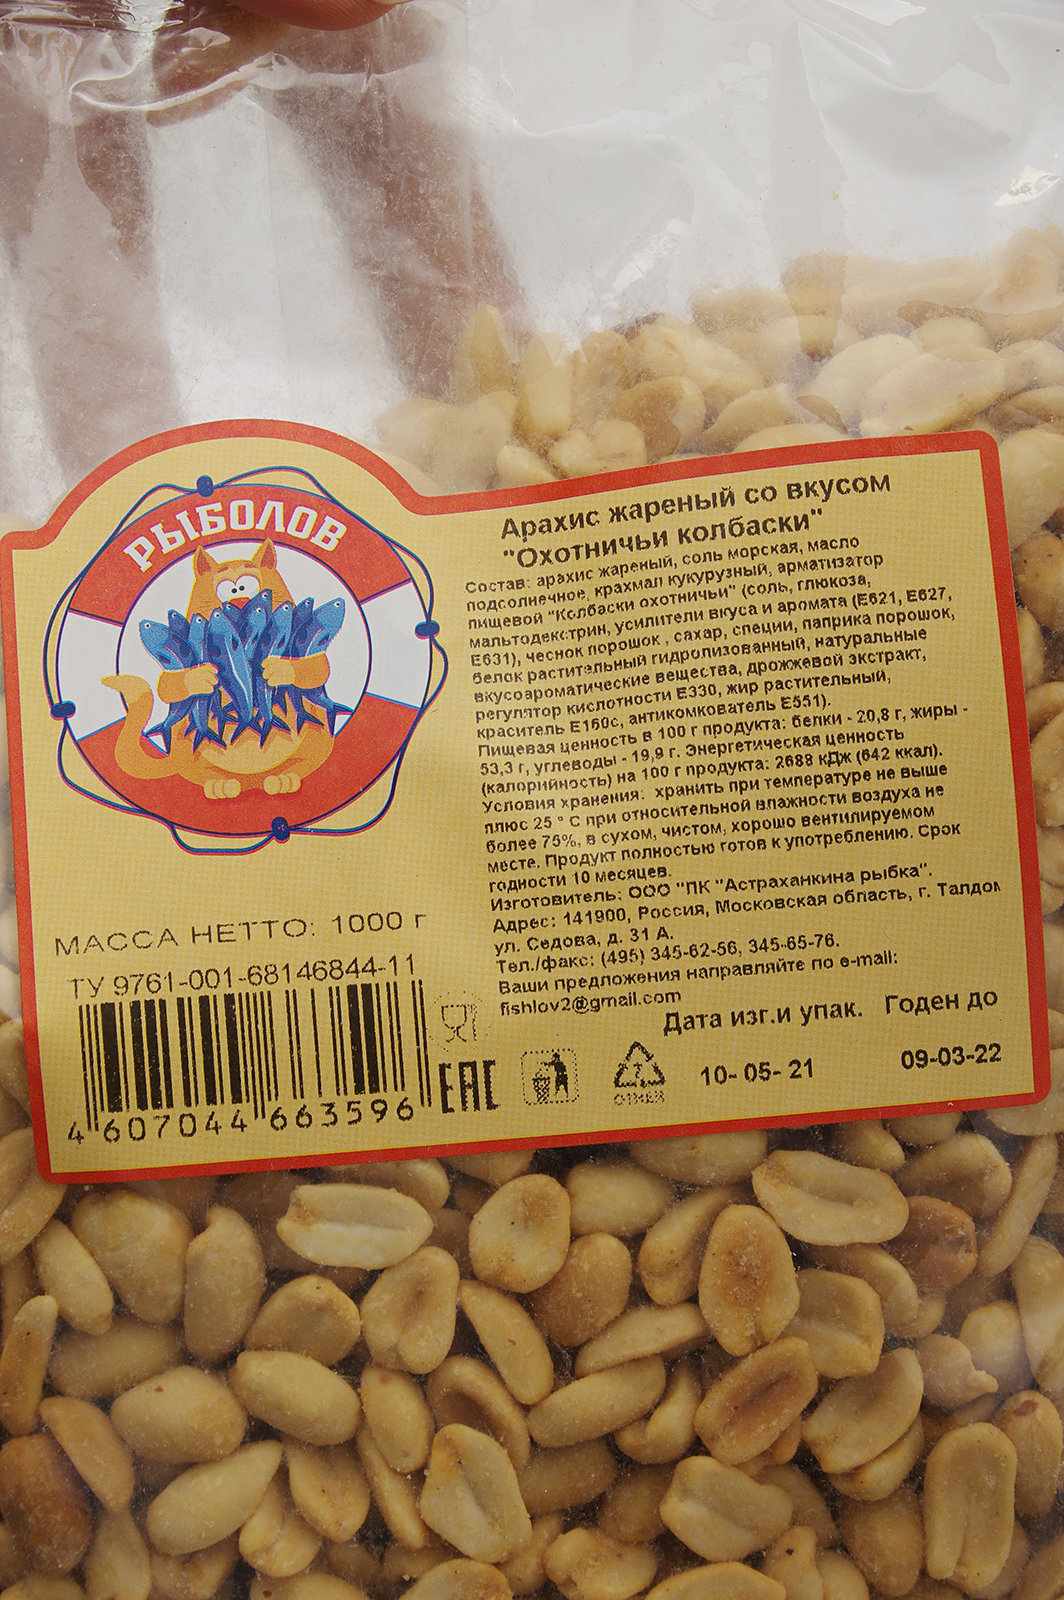 РЫБОЛОВ
Арахис жареный со вкусом
"Охотничьи колбаски"
Состав: арахис жареный, соль морская, масло
подсолнечное, крахмал кукурузный, арматизатор
пищевой "Колбаски охотничьи" (соль, глюкоза,
мальтодекстрин, усилители вкуса и аромата (Е621, Е627,
Е631), чеснок порошок , сахар, специи, паприка порошок,
белок растительный гидролизованный, натуральные
вкусоароматические вещества, дрожжевой экстракт,
регулятор кислотности Е330, жир растительный,
краситель Е160с, антикомкователь Е551).
Пищевая ценность в 100 г продукта: белки - 20,8 г, жиры -
53,3 г, углеводы - 19,9 г. Энергетическая ценность
(калорийность) на 100 г продукта: 2688 кДж (642 ккал).
Условия хранения: хранить при температуре не выше
плюс 25 ° С при относительной влажности воздуха не
более 75%, в сухом, чистом, хорошо вентилируемом
месте. Продукт полностью готов к употреблению. Срок
годности 10 месяцев.
Изготовитель: ООО "ПК "Астраханкина рыбка".
Адрес: 141900, Россия, Московская область, г. Талдом
ул. Седова, д. 31 А.
Тел./факс: (495) 345-62-56, 345-65-76.
Ваши предложения направляйте по e-mail:
fishlov2@gmail.com
МАССА НЕТТО: 1000 г
ТУ 9761-001-68146844-11
4 607044 663596
EAC
7
Дата изг.и упак. Годен до
10- 05- 21 09-03-22